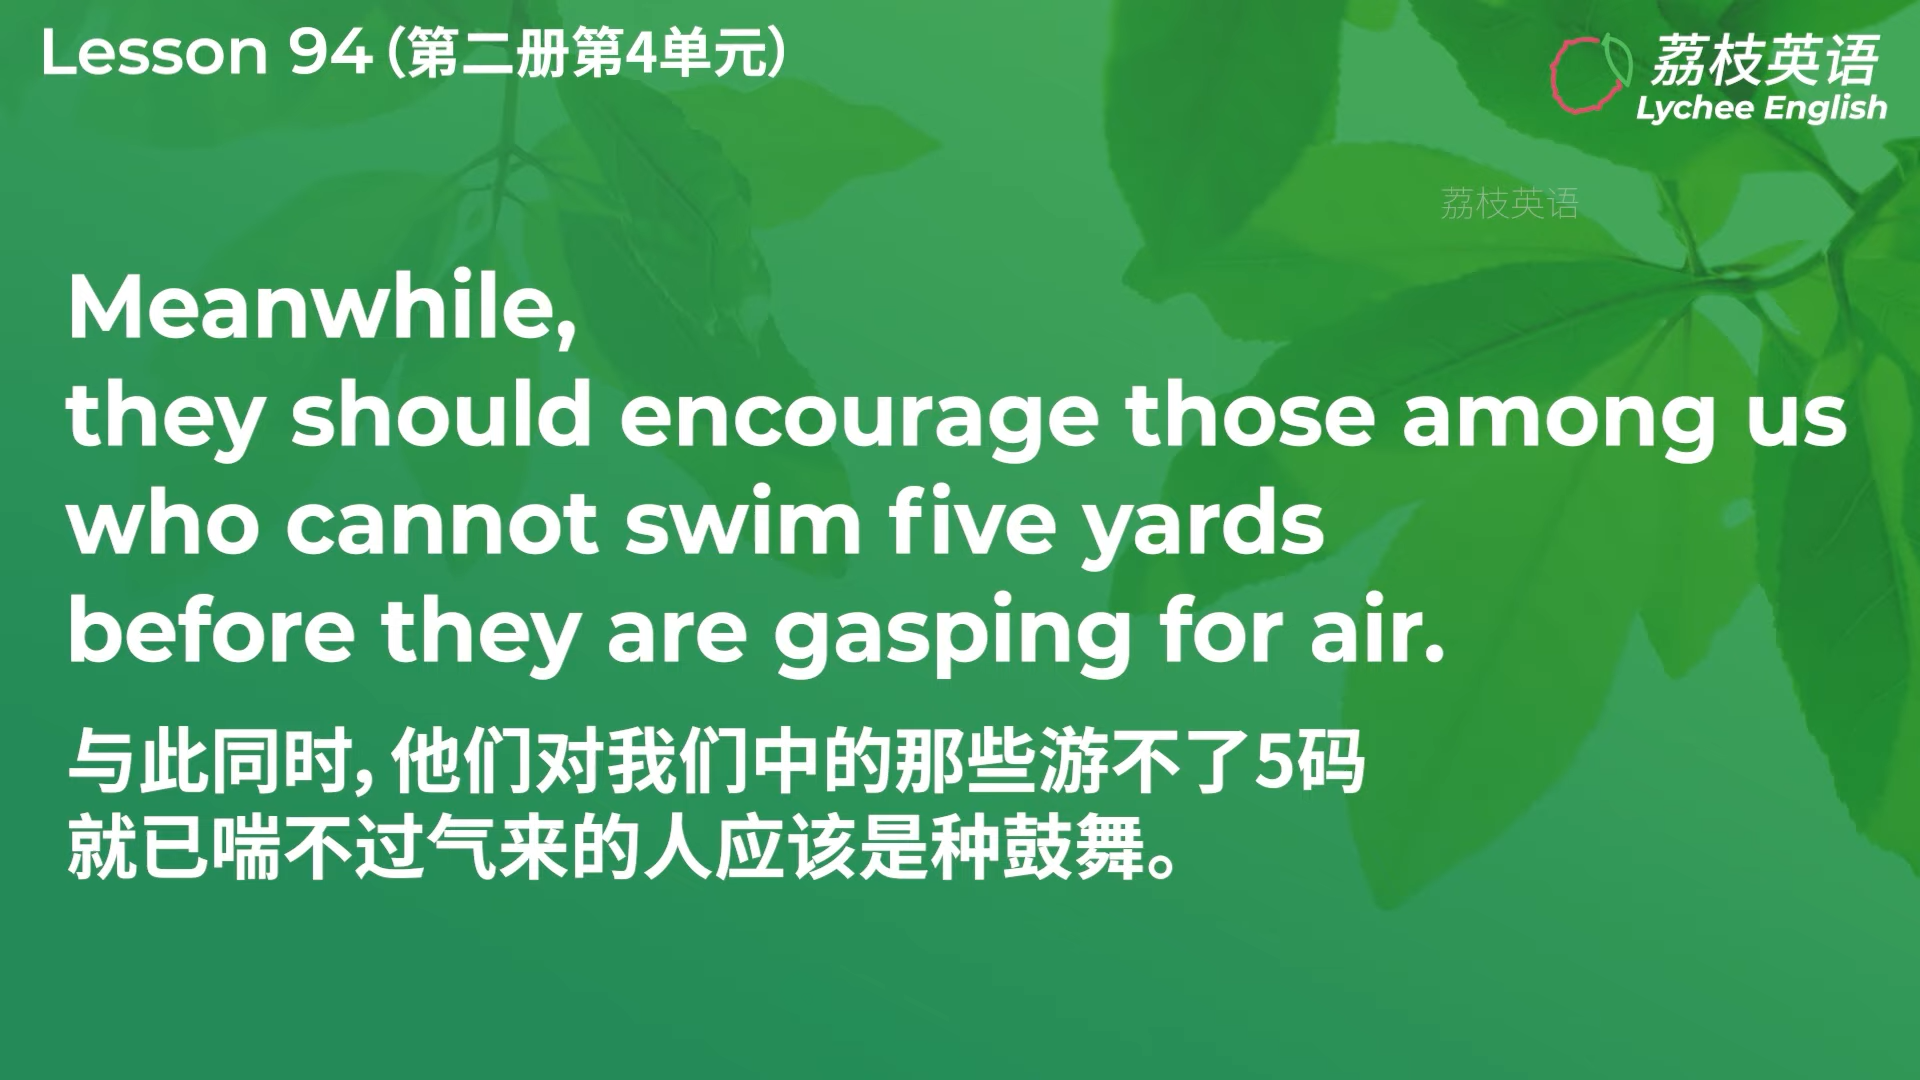 Lesson 94（第二册第4单元）
荔枝英语
Lychee English
荔枝英语
Meanwhile,
they should encourage those among us
who cannot swim five yards
before they are gasping for air.
与此同时, 他们对我们中的那些游不了5码
就已喘不过气来的人应该是种鼓舞。